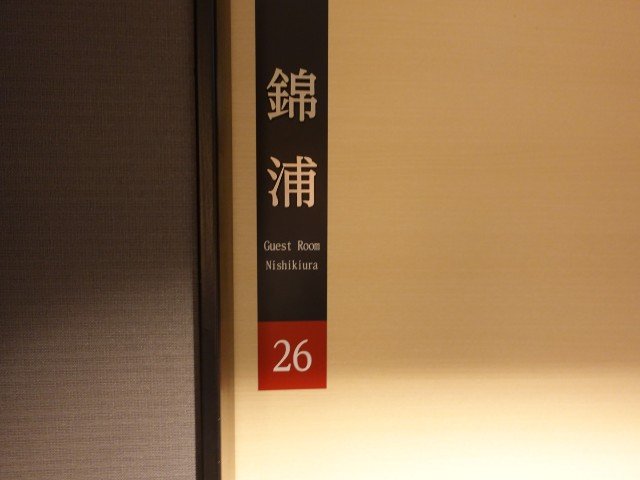 錦浦
Guest Room
Nishikiura
26